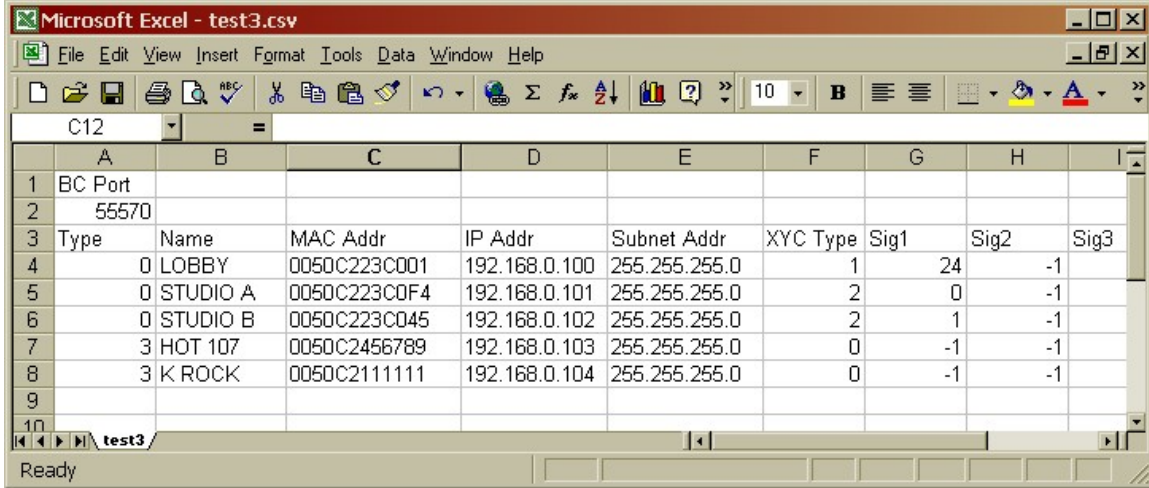 Microsoft Excel - test3.csv
File Edit View Insert Format Tools Data Window Help
ABC 10 B A
C12 =
A B C D E F G H I
1 BC Port
2 55570
3 Type Name MAC Addr IP Addr Subnet Addr XYC Type Sig1 Sig2 Sig3
4 0 LOBBY 0050C223C001 192.168.0.100 255.255.255.0 1 24 -1
5 0 STUDIO A 0050C223C0F4 192.168.0.101 255.255.255.0 2 0 -1
6 0 STUDIO B 0050C223C045 192.168.0.102 255.255.255.0 2 1 -1
7 3 HOT 107 0050C2456789 192.168.0.103 255.255.255.0 0 -1 -1
8 3 K ROCK 0050C2111111 192.168.0.104 255.255.255.0 0 -1 -1
9
10
test3
Ready